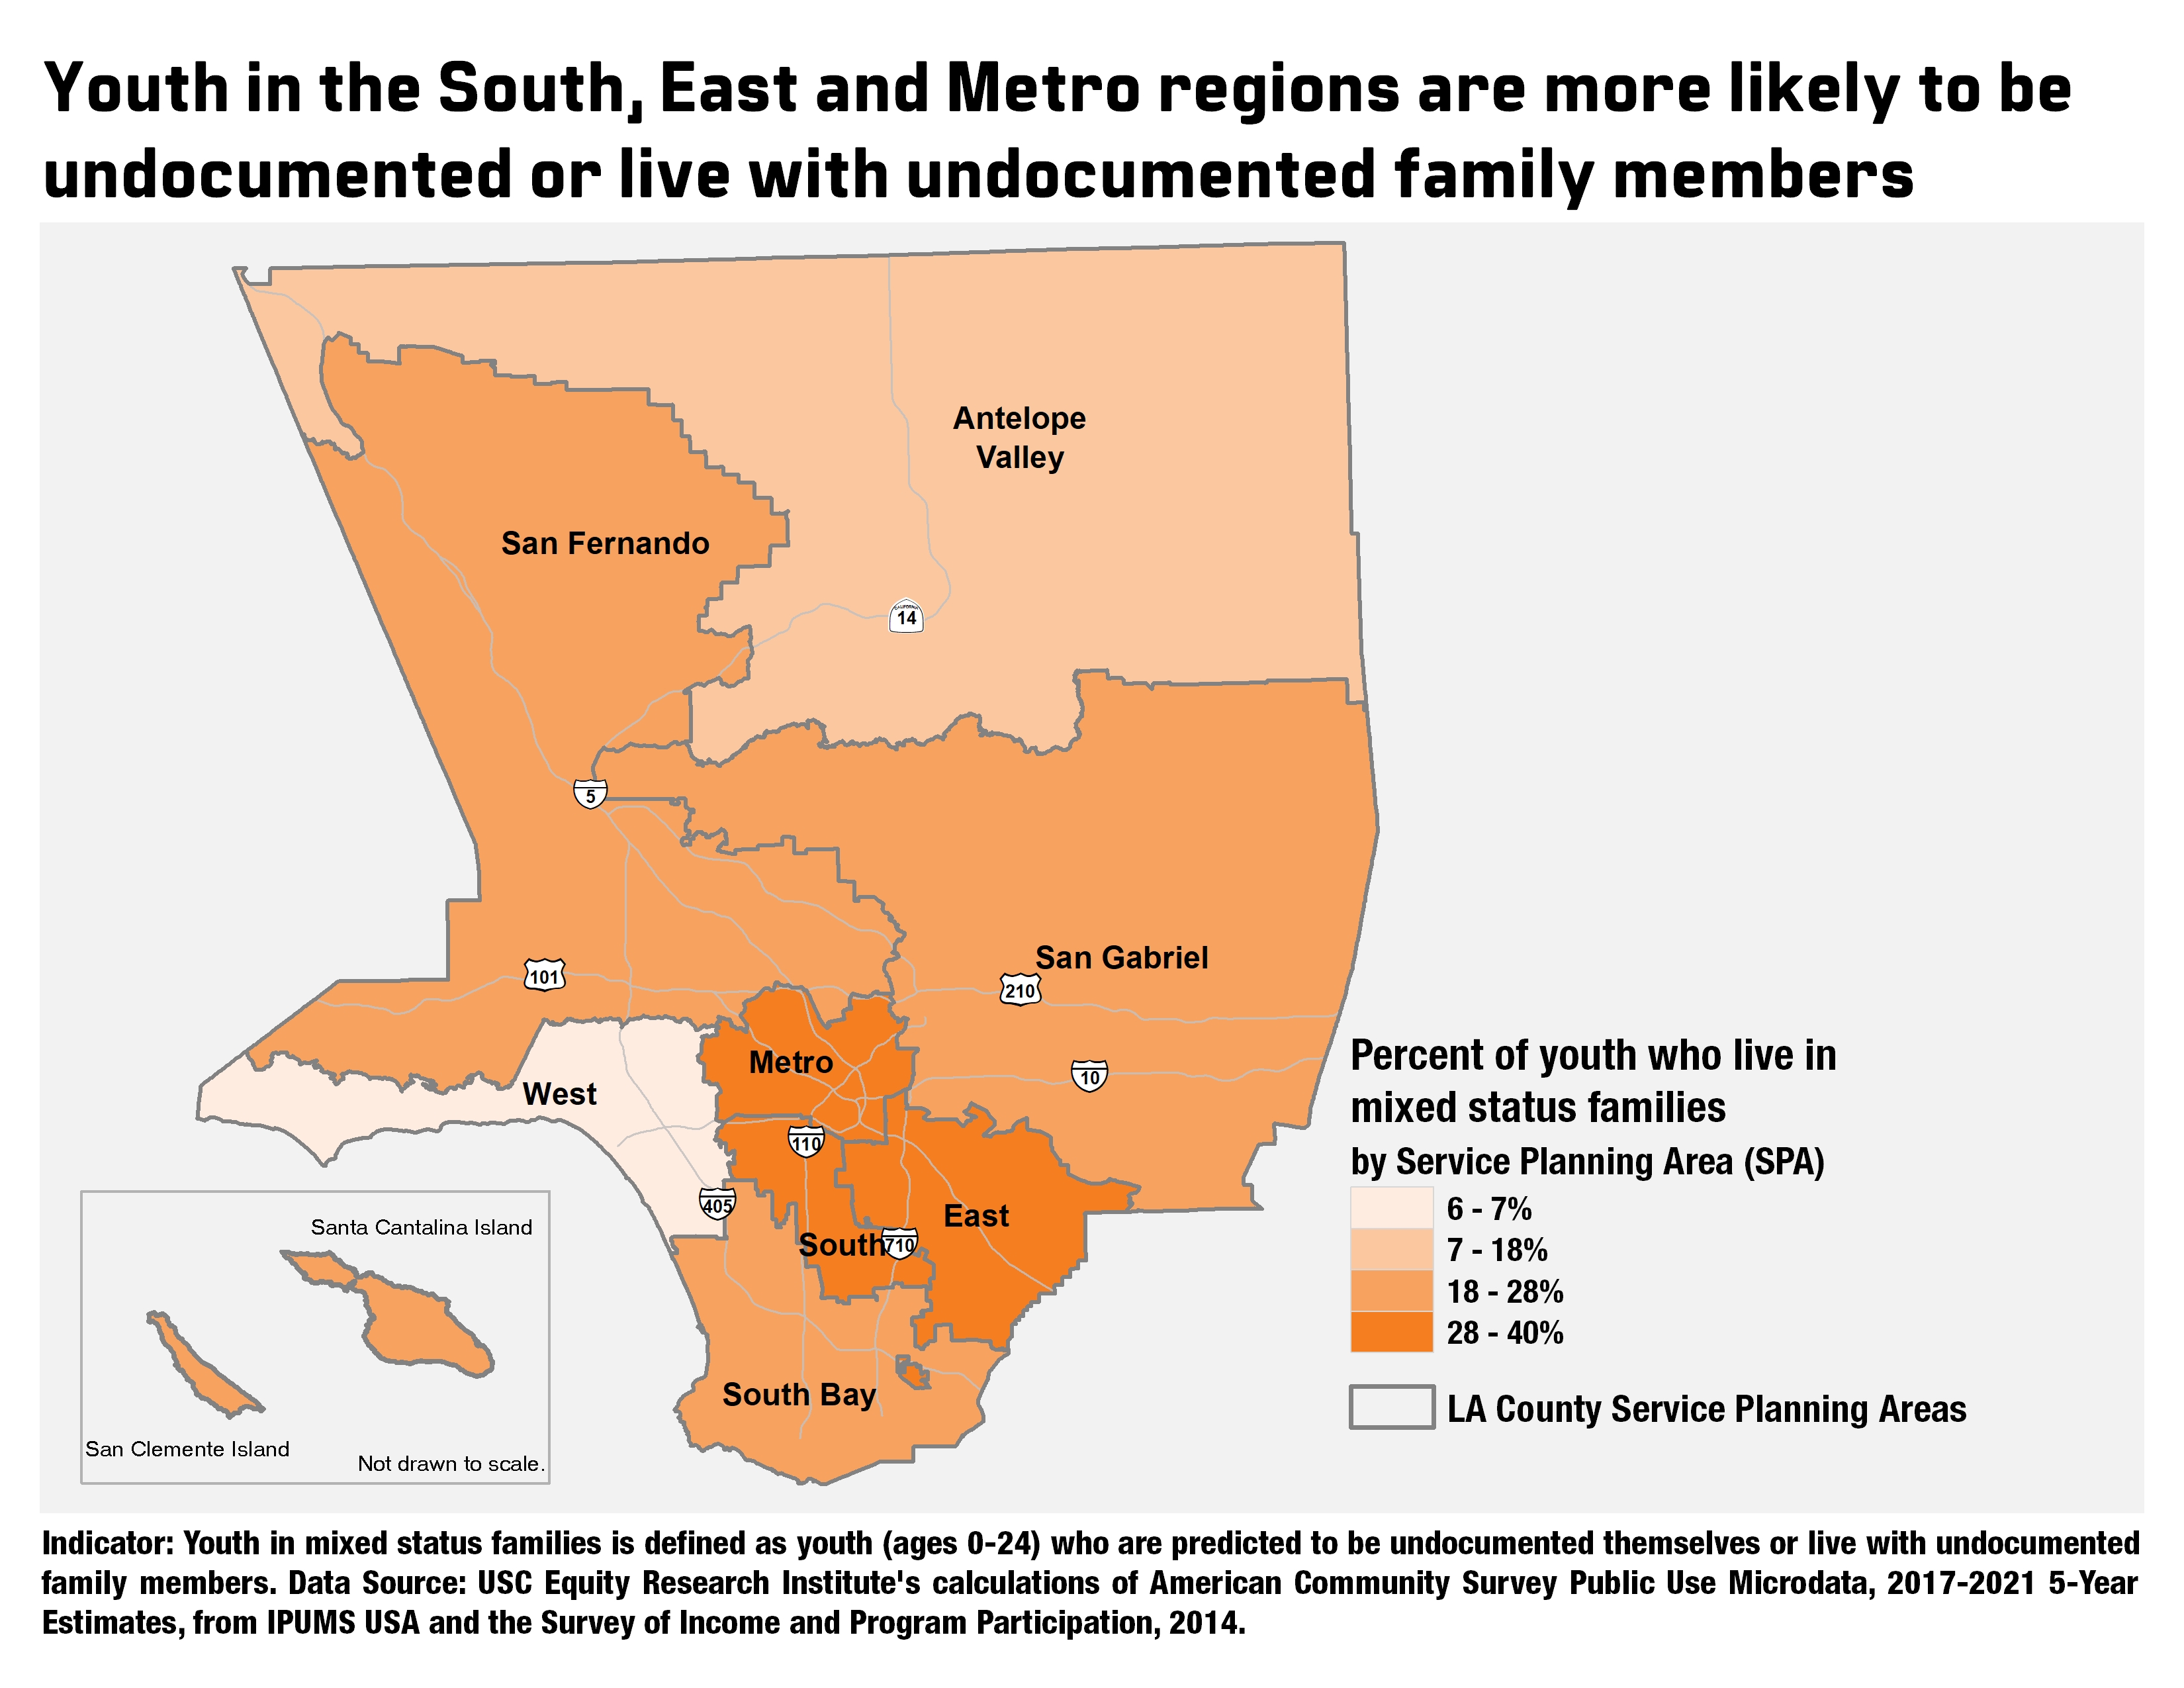 Youth in the South, East and Metro regions are more likely to be
undocumented or live with undocumented family members
Antelope
Valley
San Fernando
CALIFORNIA
14
5
San Gabriel
101
210
Metro
10
West
110
405
East
South
710
South Bay
Santa Cantalina Island
San Clemente Island
Not drawn to scale.
Percent of youth who live in
mixed status families
by Service Planning Area (SPA)
6 - 7%
7 - 18%
18 - 28%
28 - 40%
LA County Service Planning Areas
Indicator: Youth in mixed status families is defined as youth (ages 0-24) who are predicted to be undocumented themselves or live with undocumented
family members. Data Source: USC Equity Research Institute's calculations of American Community Survey Public Use Microdata, 2017-2021 5-Year
Estimates, from IPUMS USA and the Survey of Income and Program Participation, 2014.